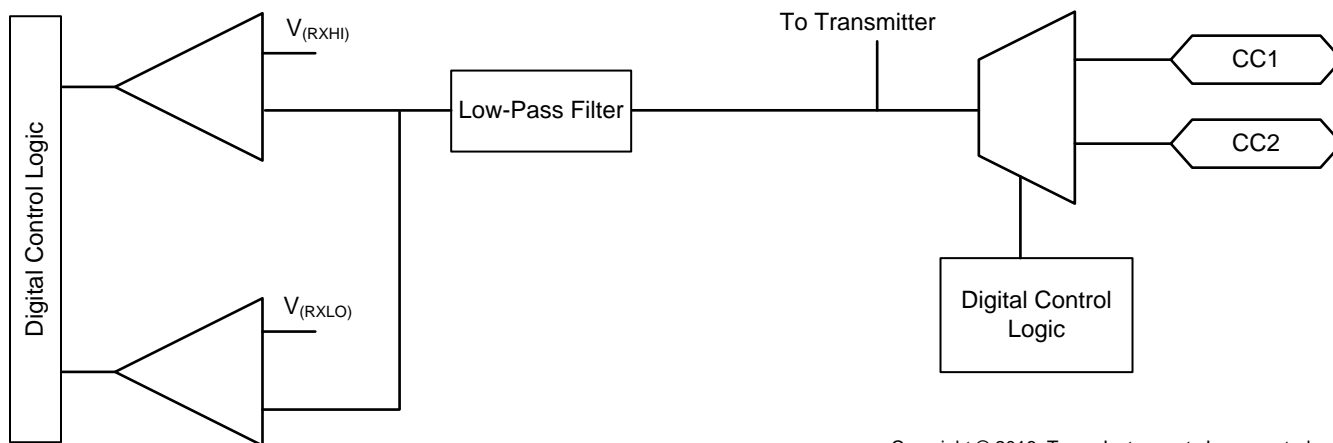 To Transmitter
V(RXHI)
CC1
Low-Pass Filter
CC2
Digital Control Logic
V(RXLO)
Digital Control
Logic